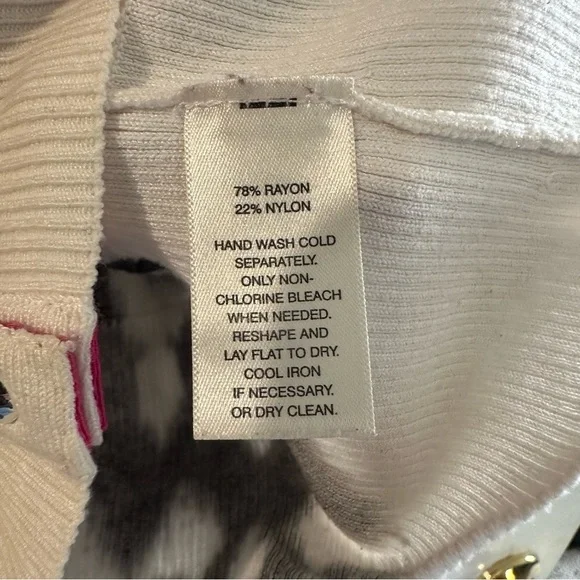 78% RAYON
22% NYLON
HAND WASH COLD
SEPARATELY.
ONLY NON-
CHLORINE BLEACH
WHEN NEEDED.
RESHAPE AND
LAY FLAT TO DRY.
COOL IRON
IF NECESSARY.
OR DRY CLEAN.